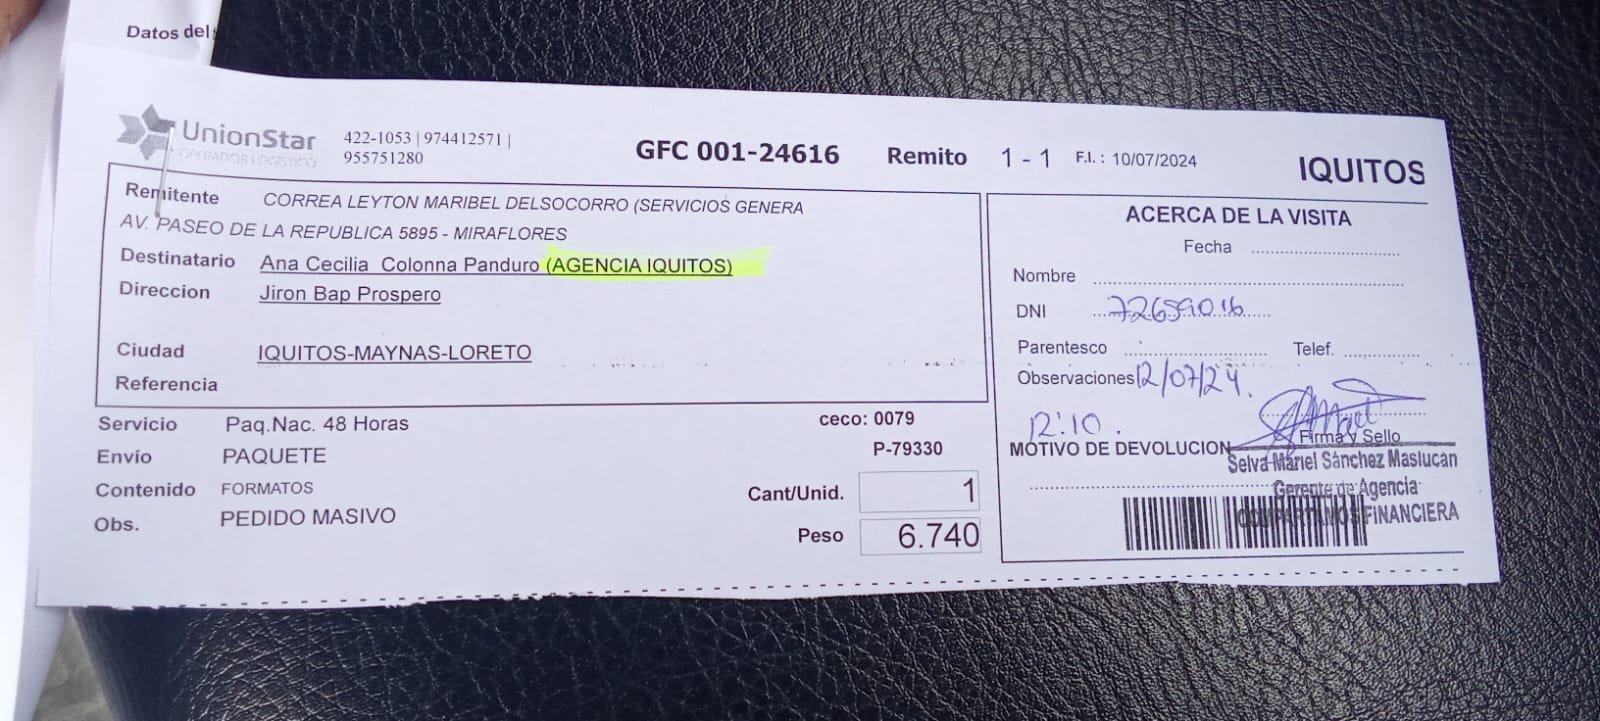 Datos del
UnionStar
OPERADOR LOGÍSTICO
422-1053 | 974412571 |
955751280
GFC 001-24616
Remito
1 - 1
F.I. : 10/07/2024
IQUITOS
Remitente CORREA LEYTON MARIBEL DELSOCORRO (SERVICIOS GENERA
AV. PASEO DE LA REPUBLICA 5895 - MIRAFLORES
Destinatario Ana Cecilia Colonna Panduro (AGENCIA IQUITOS)
Direccion Jiron Bap Prospero
Ciudad IQUITOS-MAYNAS-LORETO
Referencia
Servicio Paq.Nac. 48 Horas
Envío PAQUETE
Contenido FORMATOS
Obs. PEDIDO MASIVO
ceco: 0079
P-79330
Cant/Unid. 1
Peso 6.740
ACERCA DE LA VISITA
Fecha
Nombre
DNI 72659016
Parentesco Telef.
Observaciones 12/07/24.
12:10.
Firma y Sello
MOTIVO DE DEVOLUCION
Selva Mariel Sánchez Maslucan
Gerente de Agencia
COMPARTAMOS FINANCIERA